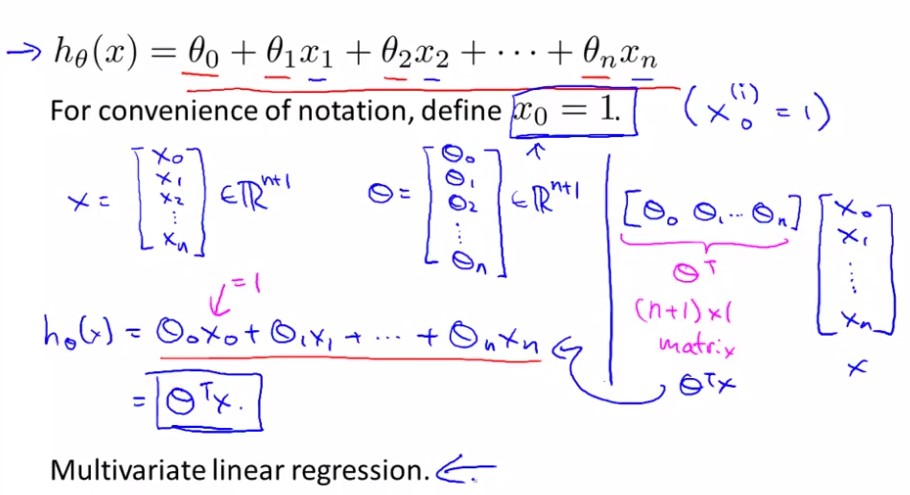 → hθ(x) = θ₀ + θ₁x₁ + θ₂x₂ + ⋯ + θₙxₙ
For convenience of notation, define x₀ = 1. (x₀⁽ⁱ⁾ = 1)
x = [x₀ x₁ x₂ ⋮ xₙ] ∈ ℝⁿ⁺¹ θ = [θ₀ θ₁ θ₂ ⋮ θₙ] ∈ ℝⁿ⁺¹
[θ₀ θ₁ ⋯ θₙ] [x₀ x₁ ⋮ xₙ]
θᵀ
(n+1)×1
matrix
x
θᵀx
= 1
hθ(x) = θ₀x₀ + θ₁x₁ + ⋯ + θₙxₙ
= θᵀx.
Multivariate linear regression. ←